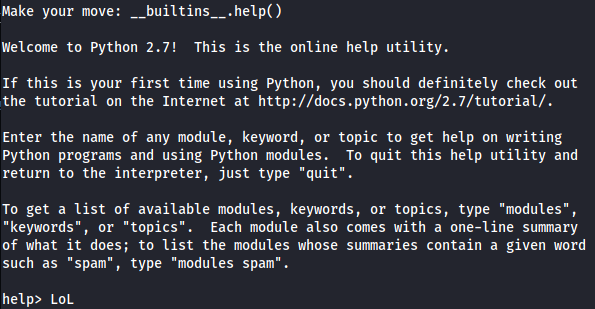 Make your move: __builtins__.help()
Welcome to Python 2.7!  This is the online help utility.
If this is your first time using Python, you should definitely check out
the tutorial on the Internet at http://docs.python.org/2.7/tutorial/.
Enter the name of any module, keyword, or topic to get help on writing
Python programs and using Python modules.  To quit this help utility and
return to the interpreter, just type "quit".
To get a list of available modules, keywords, or topics, type "modules",
"keywords", or "topics".  Each module also comes with a one-line summary
of what it does; to list the modules whose summaries contain a given word
such as "spam", type "modules spam".
help> LoL